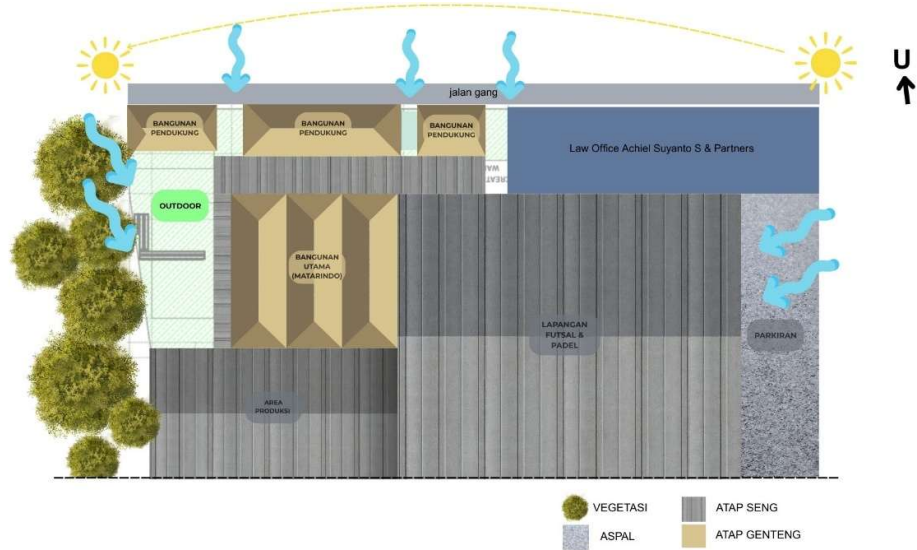 U
jalan gang
BANGUNAN
PENDUKUNG
BANGUNAN
PENDUKUNG
BANGUNAN
PENDUKUNG
Law Office Achiel Suyanto S & Partners
OUTDOOR
BANGUNAN
UTAMA
(MATARINDO)
LAPANGAN
FUTSAL &
PADEL
PARKIRAN
AREA
PRODUKSI
VEGETASI
ATAP SENG
ASPAL
ATAP GENTENG